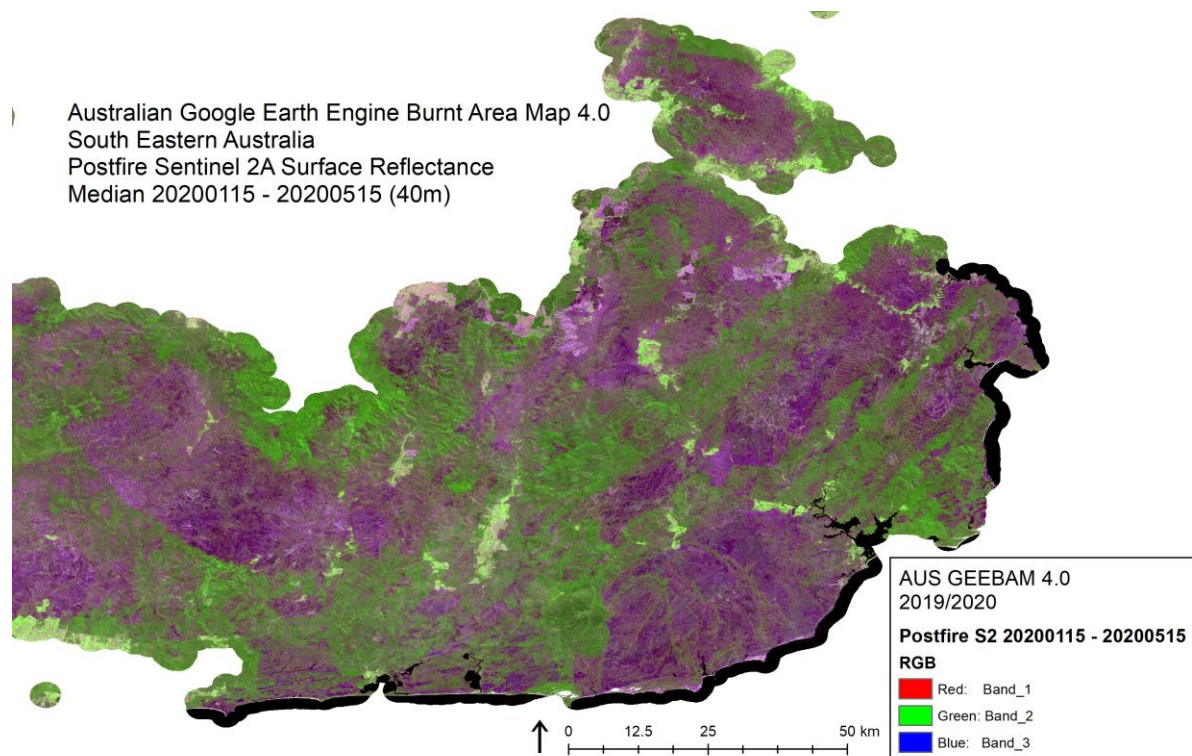 Australian Google Earth Engine Burnt Area Map 4.0
South Eastern Australia
Postfire Sentinel 2A Surface Reflectance
Median 20200115 - 20200515 (40m)
AUS GEEBAM 4.0
2019/2020
Postfire S2 20200115 - 20200515
RGB
Red: Band_1
Green: Band_2
Blue: Band_3
0 12.5 25 50 km